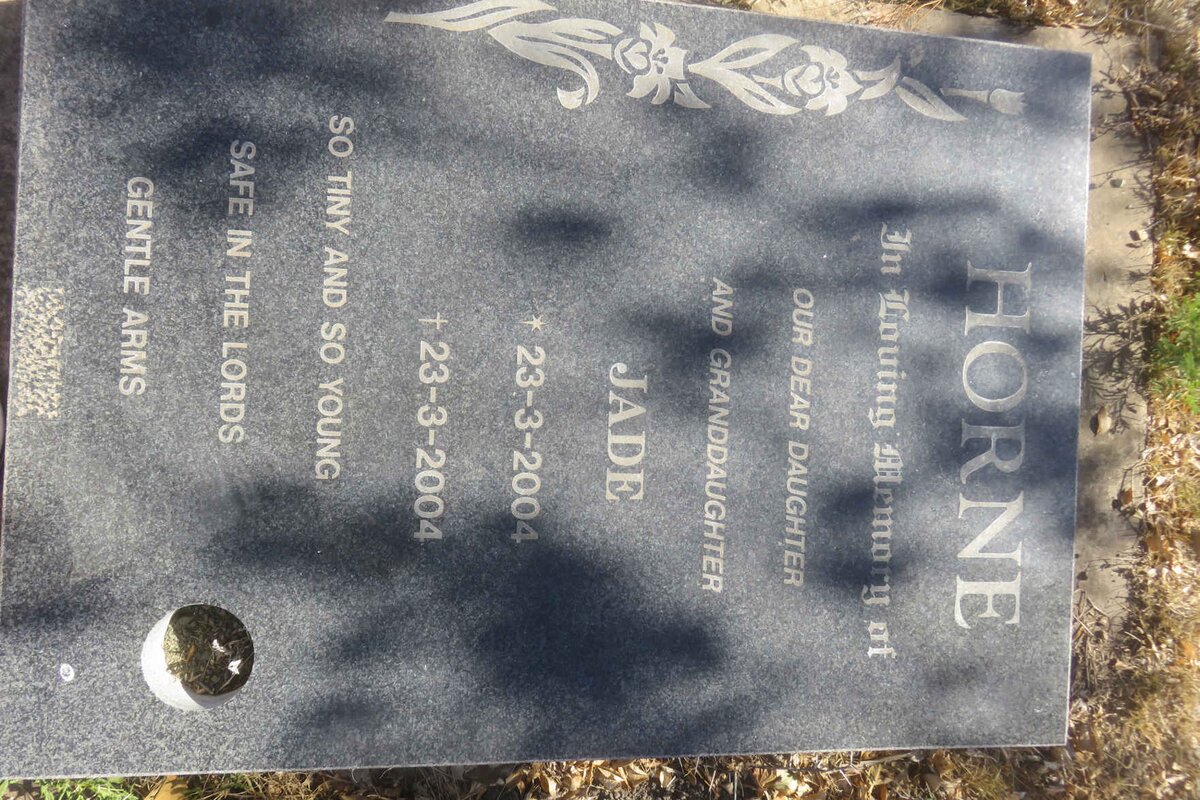 HORNE
In Loving Memory of
OUR DEAR DAUGHTER
AND GRANDDAUGHTER
JADE
✶ 23-3-2004
† 23-3-2004
SO TINY AND SO YOUNG
SAFE IN THE LORDS
GENTLE ARMS